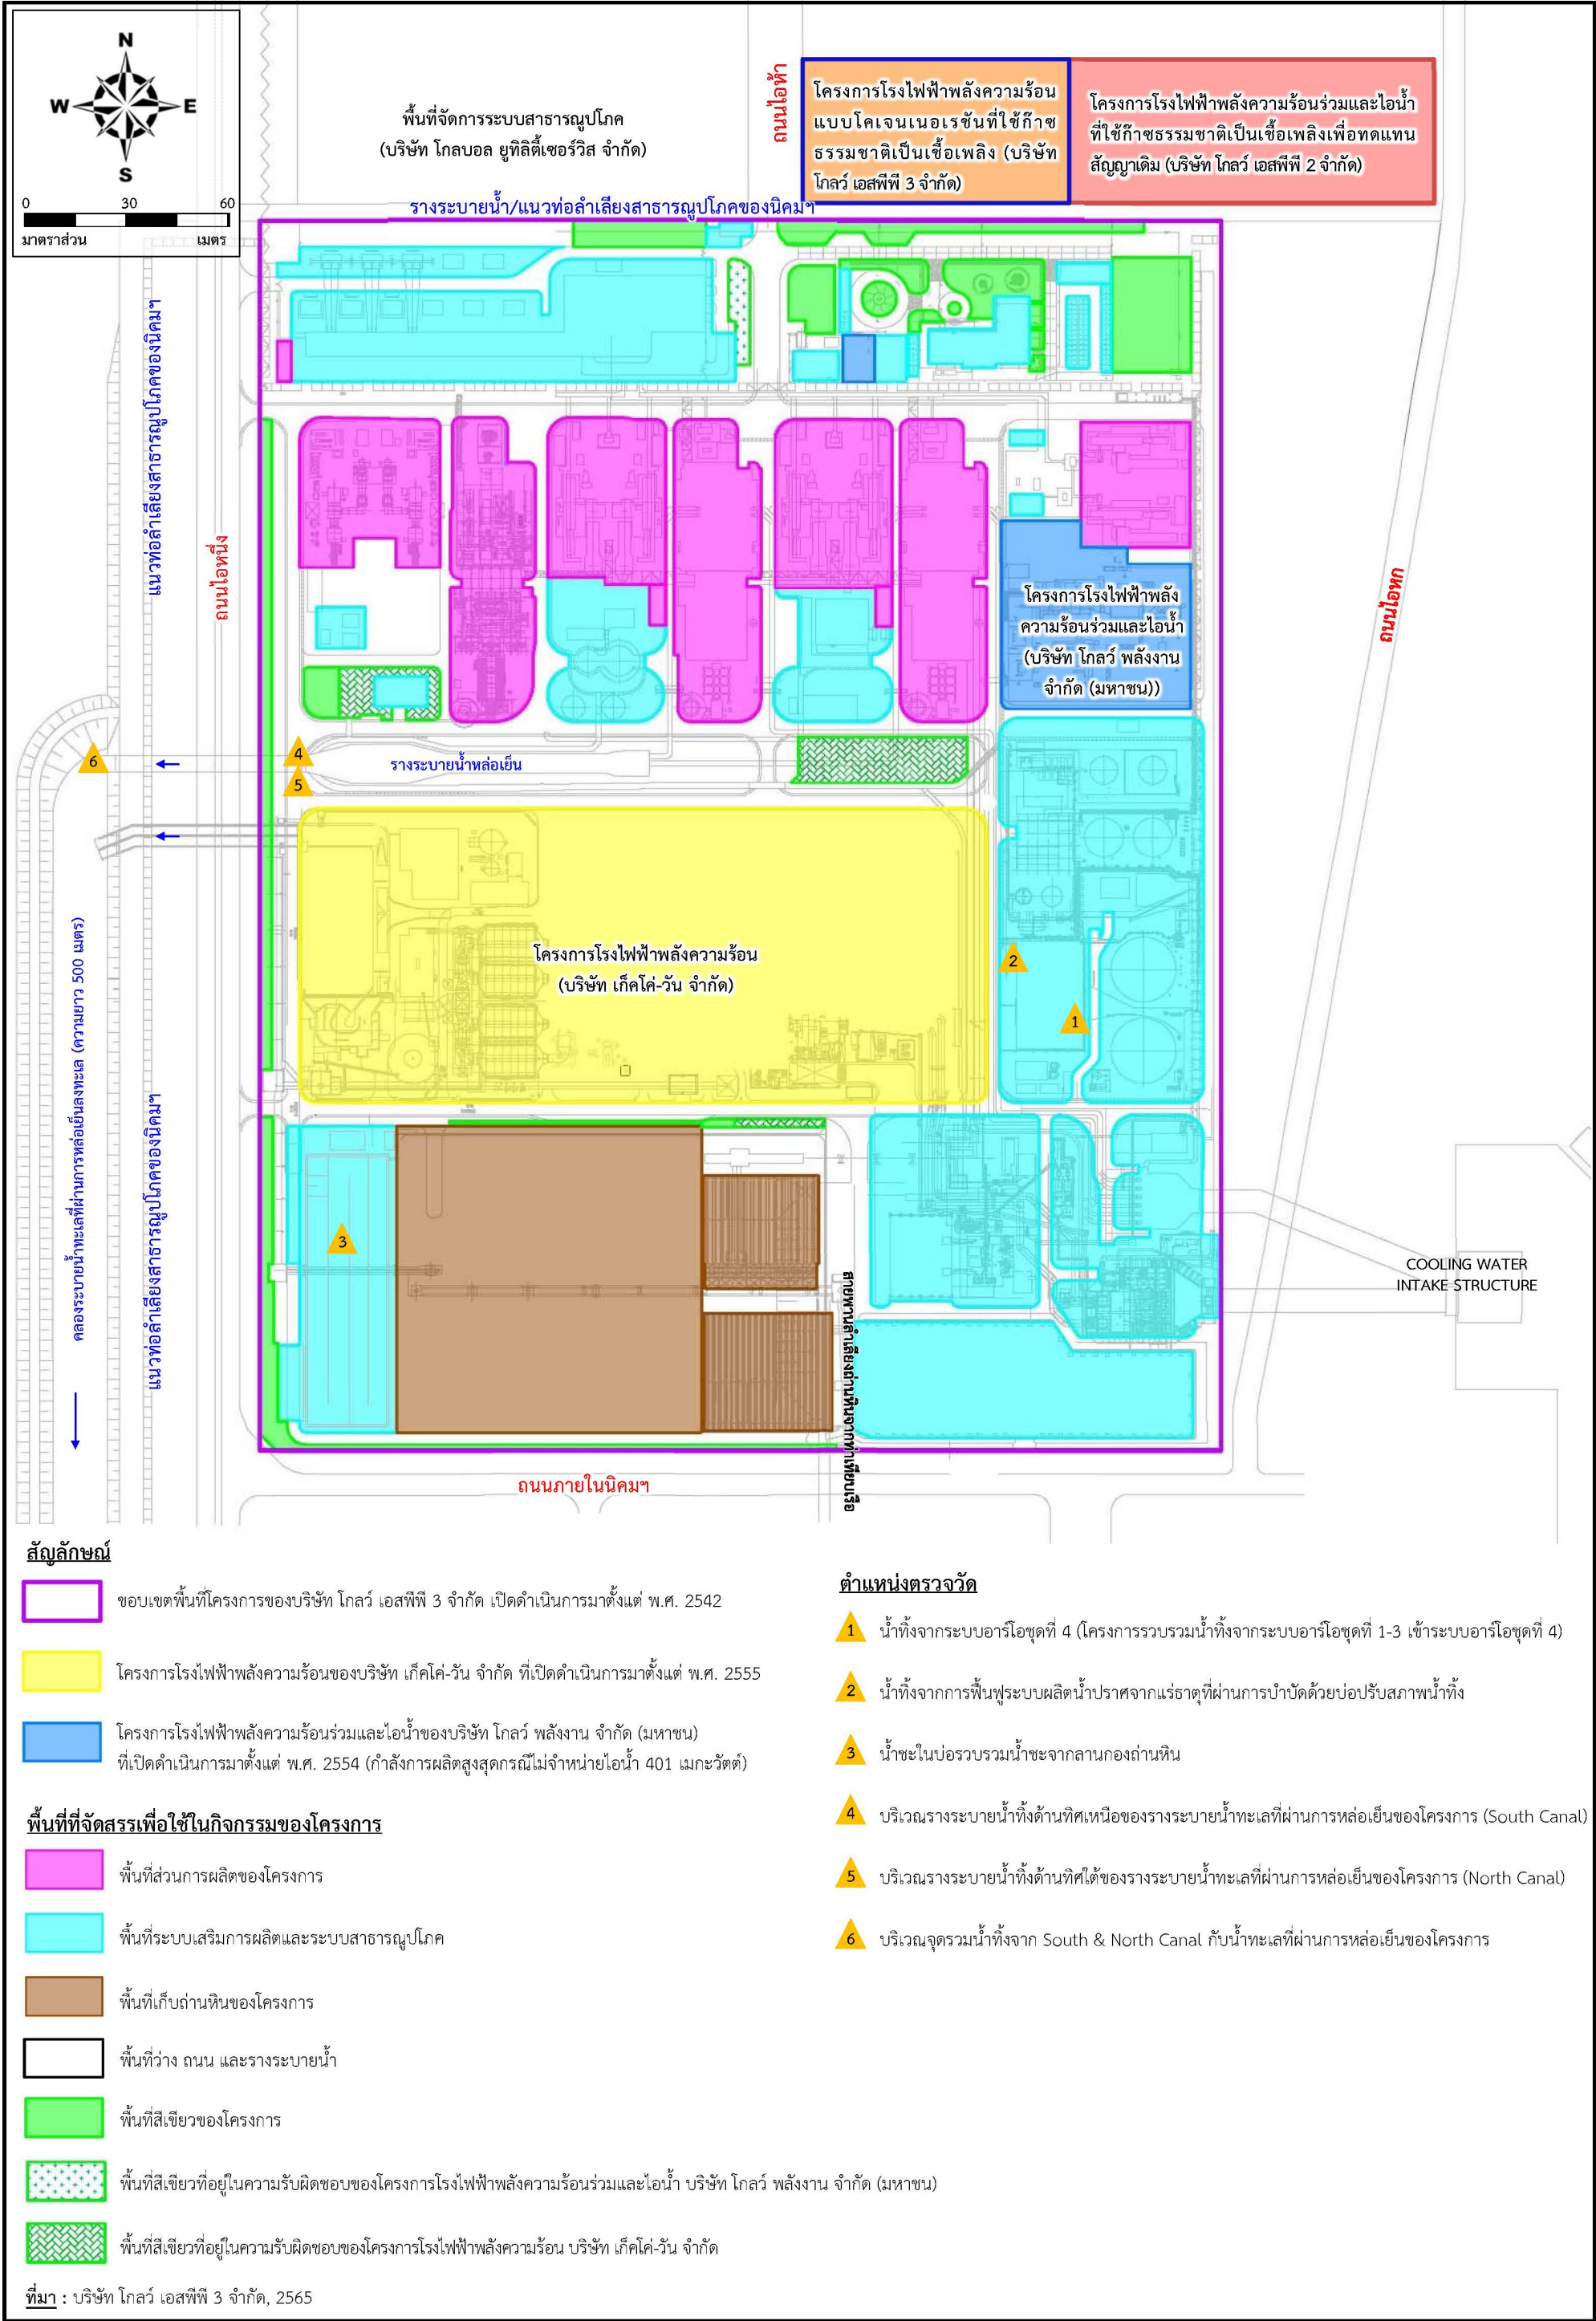 N
W
E
S
0 30 60
มาตราส่วน เมตร
พื้นที่จัดการระบบสาธารณูปโภค
(บริษัท โกลบอล ยูทิลิตี้เซอร์วิส จำกัด)
ถนนไอห้า
โครงการโรงไฟฟ้าพลังความร้อน
แบบโคเจนเนอเรชันที่ใช้ก๊าซ
ธรรมชาติเป็นเชื้อเพลิง (บริษัท
โกลว์ เอสพีพี 3 จำกัด)
โครงการโรงไฟฟ้าพลังความร้อนร่วมและไอน้ำ
ที่ใช้ก๊าซธรรมชาติเป็นเชื้อเพลิงเพื่อทดแทน
สัญญาเดิม (บริษัท โกลว์ เอสพีพี 2 จำกัด)
รางระบายน้ำ/แนวท่อลำเลียงสาธารณูปโภคของนิคมฯ
แนวท่อลำเลียงสาธารณูปโภคของนิคมฯ
ถนนไอหนึ่ง
โครงการโรงไฟฟ้าพลัง
ความร้อนร่วมและไอน้ำ
(บริษัท โกลว์ พลังงาน
จำกัด (มหาชน))
ถนนไอหก
6
4
5
รางระบายน้ำหล่อเย็น
โครงการโรงไฟฟ้าพลังความร้อน
(บริษัท เก็คโค่-วัน จำกัด)
2
1
คลองระบายน้ำทะเลที่ผ่านการหล่อเย็นลงทะเล (ความยาว 500 เมตร)
แนวท่อลำเลียงสาธารณูปโภคของนิคมฯ
3
สายพานลำเลียงถ่านหินจากท่าเทียบเรือ
COOLING WATER
INTAKE STRUCTURE
ถนนภายในนิคมฯ
สัญลักษณ์
ขอบเขตพื้นที่โครงการของบริษัท โกลว์ เอสพีพี 3 จำกัด เปิดดำเนินการมาตั้งแต่ พ.ศ. 2542
โครงการโรงไฟฟ้าพลังความร้อนของบริษัท เก็คโค่-วัน จำกัด ที่เปิดดำเนินการมาตั้งแต่ พ.ศ. 2555
โครงการโรงไฟฟ้าพลังความร้อนร่วมและไอน้ำของบริษัท โกลว์ พลังงาน จำกัด (มหาชน)
ที่เปิดดำเนินการมาตั้งแต่ พ.ศ. 2554 (กำลังการผลิตสูงสุดกรณีไม่จำหน่ายไอน้ำ 401 เมกะวัตต์)
พื้นที่ที่จัดสรรเพื่อใช้ในกิจกรรมของโครงการ
พื้นที่ส่วนการผลิตของโครงการ
พื้นที่ระบบเสริมการผลิตและระบบสาธารณูปโภค
พื้นที่เก็บถ่านหินของโครงการ
พื้นที่ว่าง ถนน และรางระบายน้ำ
พื้นที่สีเขียวของโครงการ
พื้นที่สีเขียวที่อยู่ในความรับผิดชอบของโครงการโรงไฟฟ้าพลังความร้อนร่วมและไอน้ำ บริษัท โกลว์ พลังงาน จำกัด (มหาชน)
พื้นที่สีเขียวที่อยู่ในความรับผิดชอบของโครงการโรงไฟฟ้าพลังความร้อน บริษัท เก็คโค่-วัน จำกัด
ที่มา : บริษัท โกลว์ เอสพีพี 3 จำกัด, 2565
ตำแหน่งตรวจวัด
1 น้ำทิ้งจากระบบอาร์โอชุดที่ 4 (โครงการรวบรวมน้ำทิ้งจากระบบอาร์โอชุดที่ 1-3 เข้าระบบอาร์โอชุดที่ 4)
2 น้ำทิ้งจากการฟื้นฟูระบบผลิตน้ำปราศจากแร่ธาตุที่ผ่านการบำบัดด้วยบ่อปรับสภาพน้ำทิ้ง
3 น้ำชะในบ่อรวบรวมน้ำชะจากลานกองถ่านหิน
4 บริเวณรางระบายน้ำทิ้งด้านทิศเหนือของรางระบายน้ำทะเลที่ผ่านการหล่อเย็นของโครงการ (South Canal)
5 บริเวณรางระบายน้ำทิ้งด้านทิศใต้ของรางระบายน้ำทะเลที่ผ่านการหล่อเย็นของโครงการ (North Canal)
6 บริเวณจุดรวมน้ำทิ้งจาก South & North Canal กับน้ำทะเลที่ผ่านการหล่อเย็นของโครงการ